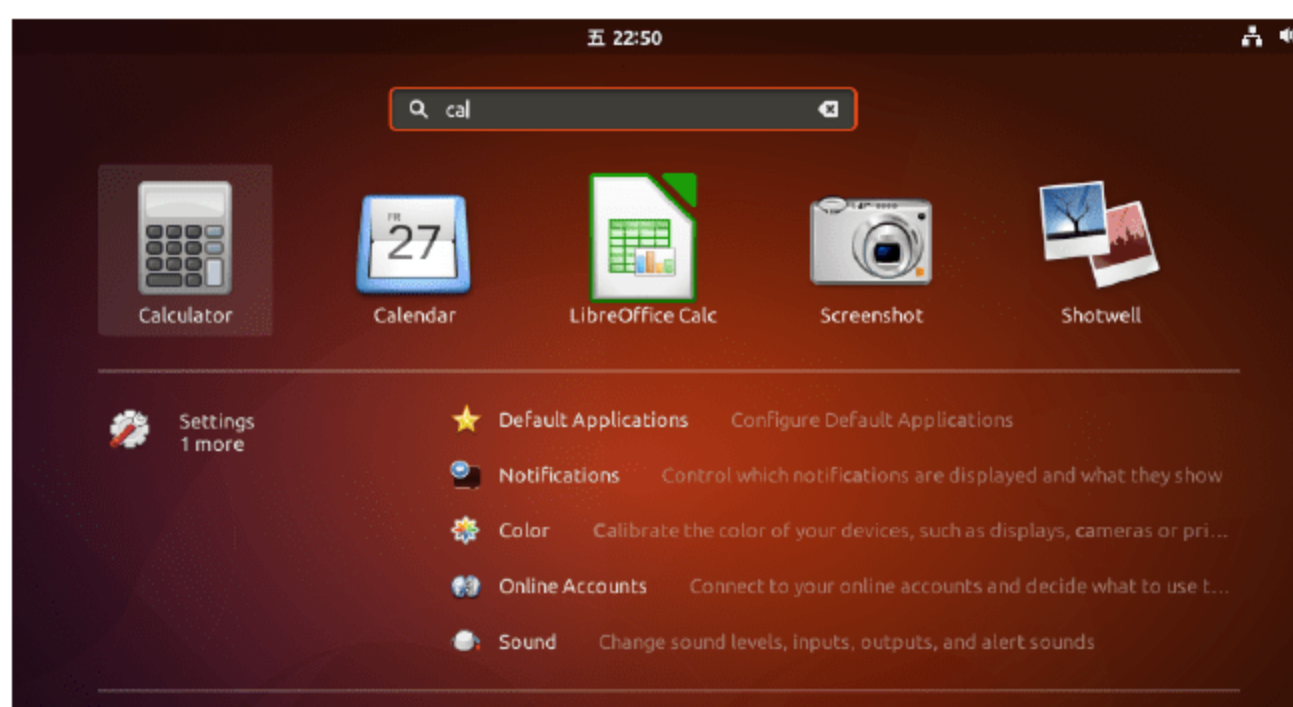 五 22:50
cal
FR
27
Calculator
Calendar
LibreOffice Calc
Screenshot
Shotwell
Settings
1 more
Default Applications Configure Default Applications
Notifications Control which notifications are displayed and what they show
Color Calibrate the color of your devices, such as displays, cameras or pri...
Online Accounts Connect to your online accounts and decide what to use t...
Sound Change sound levels, inputs, outputs, and alert sounds